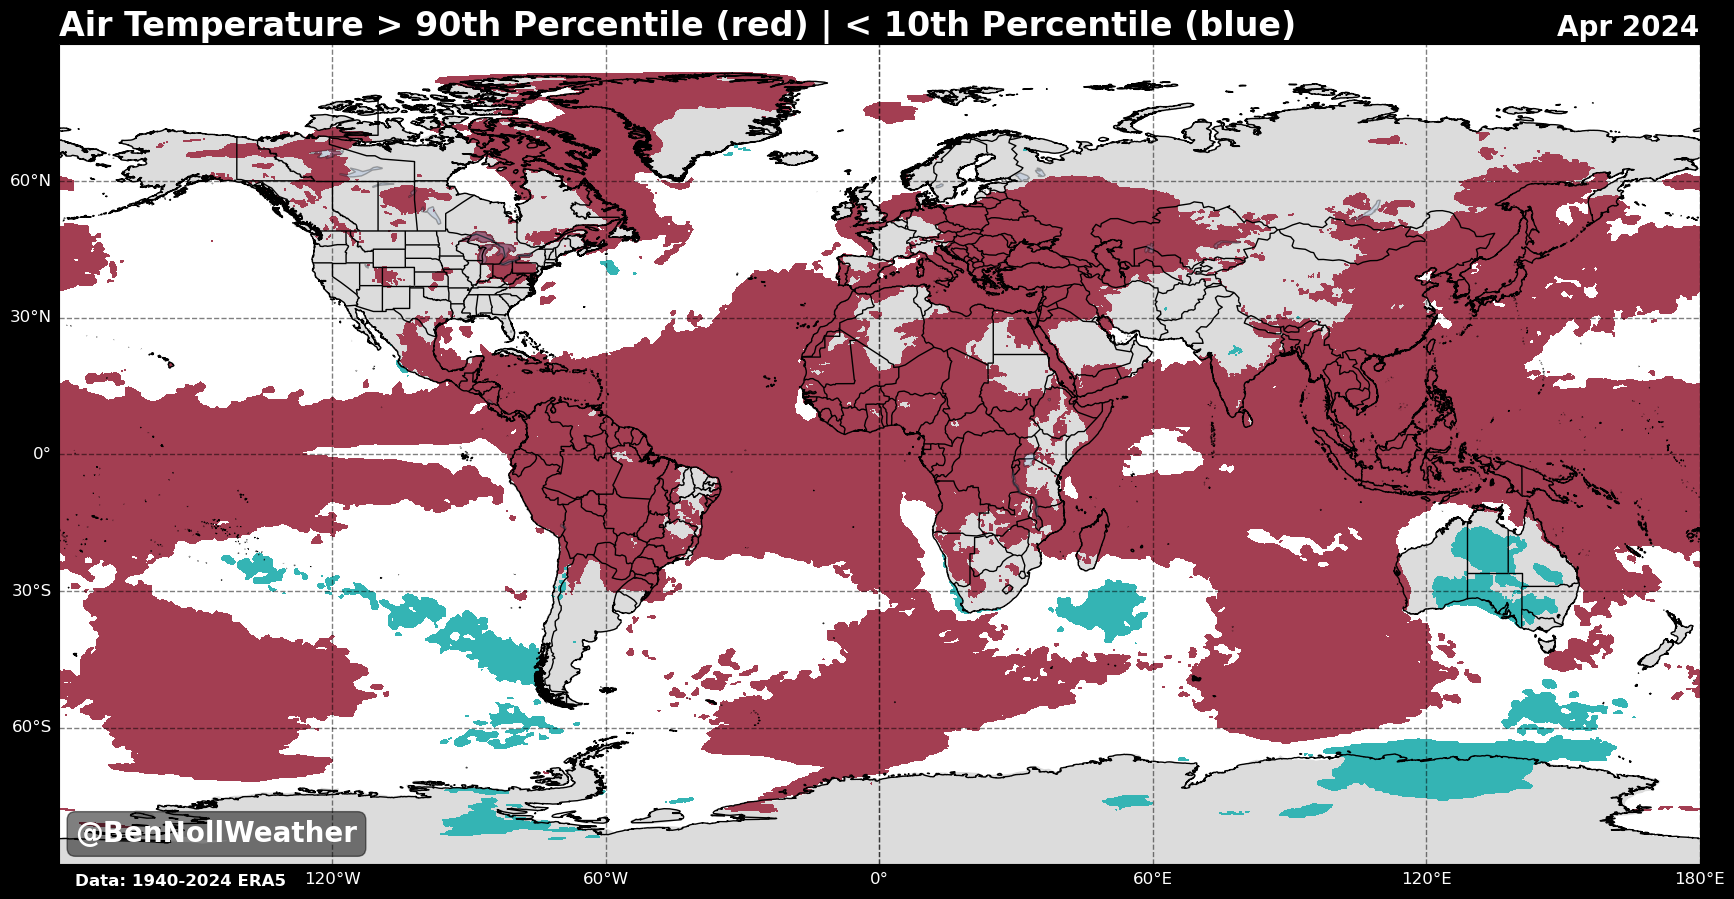 Air Temperature > 90th Percentile (red) | < 10th Percentile (blue)
Apr 2024
60°N
30°N
0°
30°S
60°S
@BenNollWeather
Data: 1940-2024 ERA5
120°W
60°W
0°
60°E
120°E
180°E